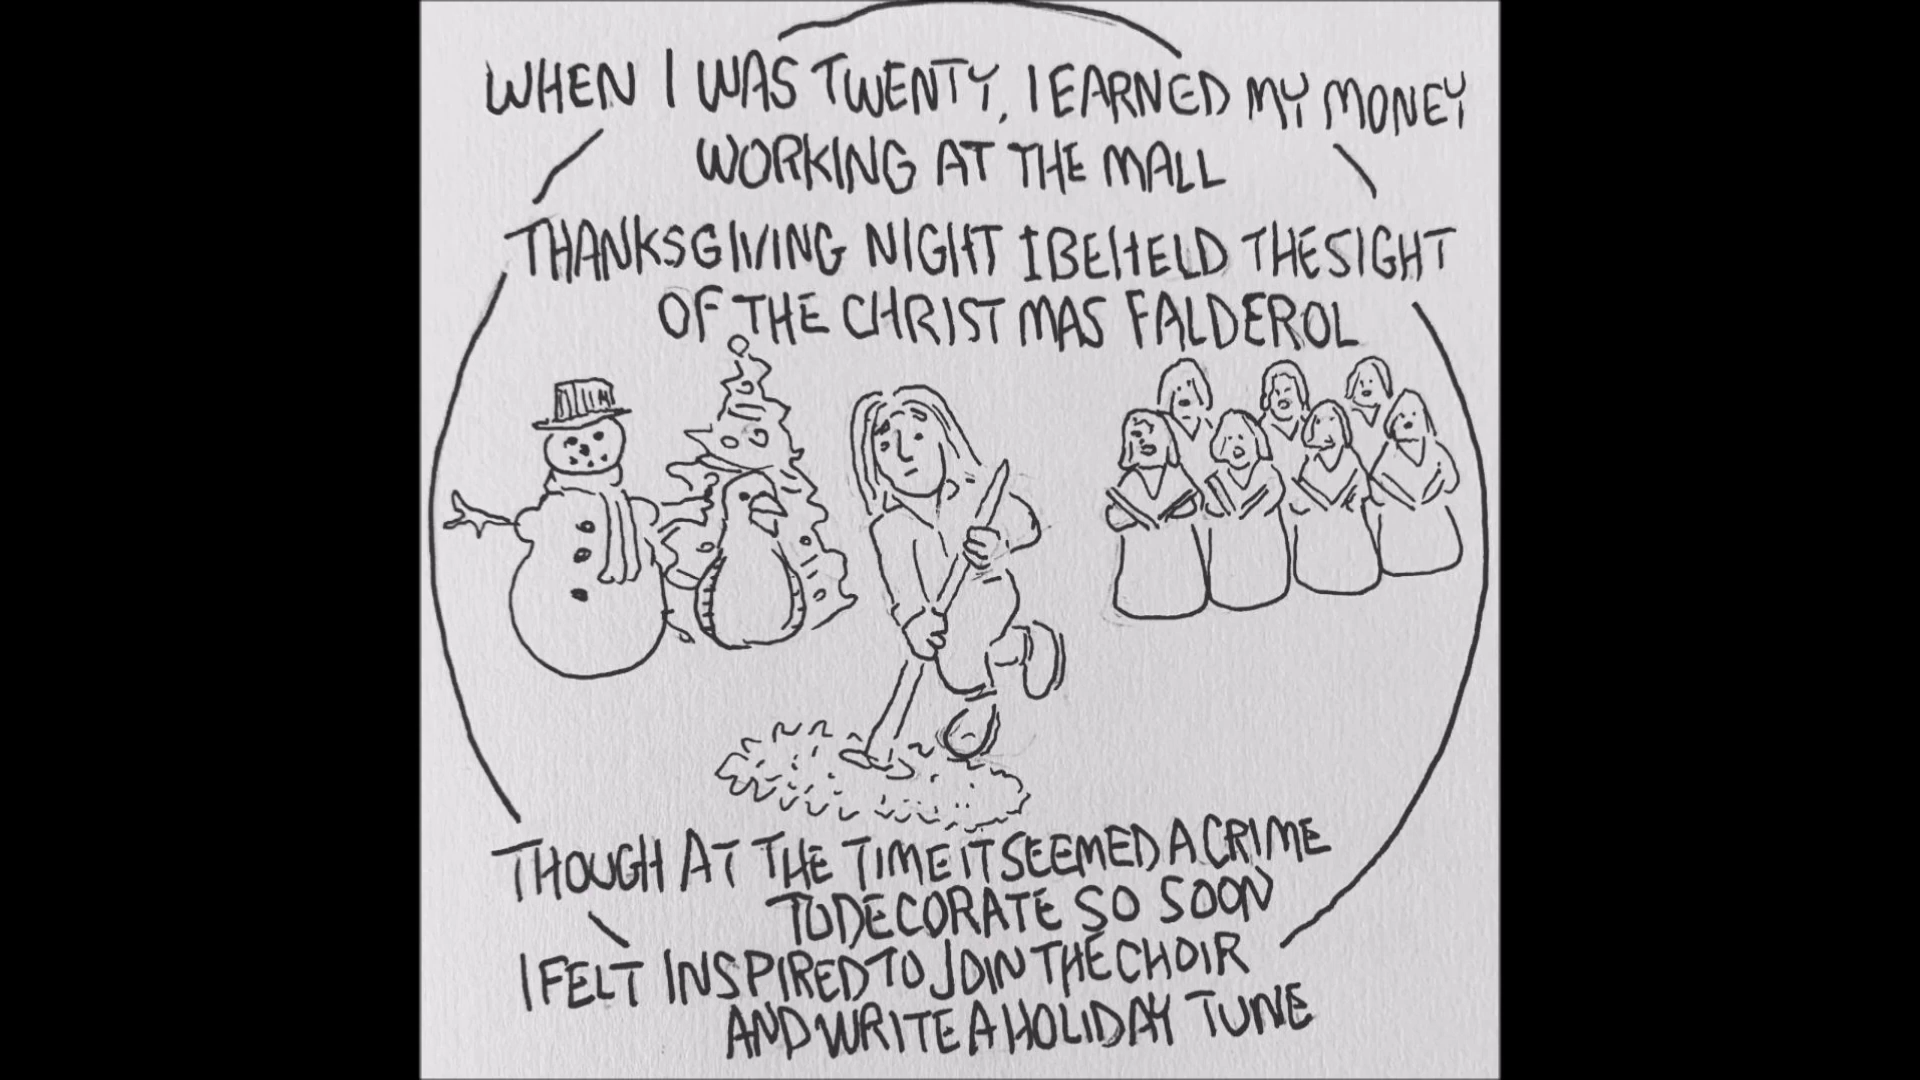 WHEN I WAS TWENTY, I EARNED MY MONEY
WORKING AT THE MALL
THANKSGIVING NIGHT I BEHELD THE SIGHT
OF THE CHRISTMAS FALDEROL
THOUGH AT THE TIME IT SEEMED A CRIME
TO DECORATE SO SOON
I FELT INSPIRED TO JOIN THE CHOIR
AND WRITE A HOLIDAY TUNE